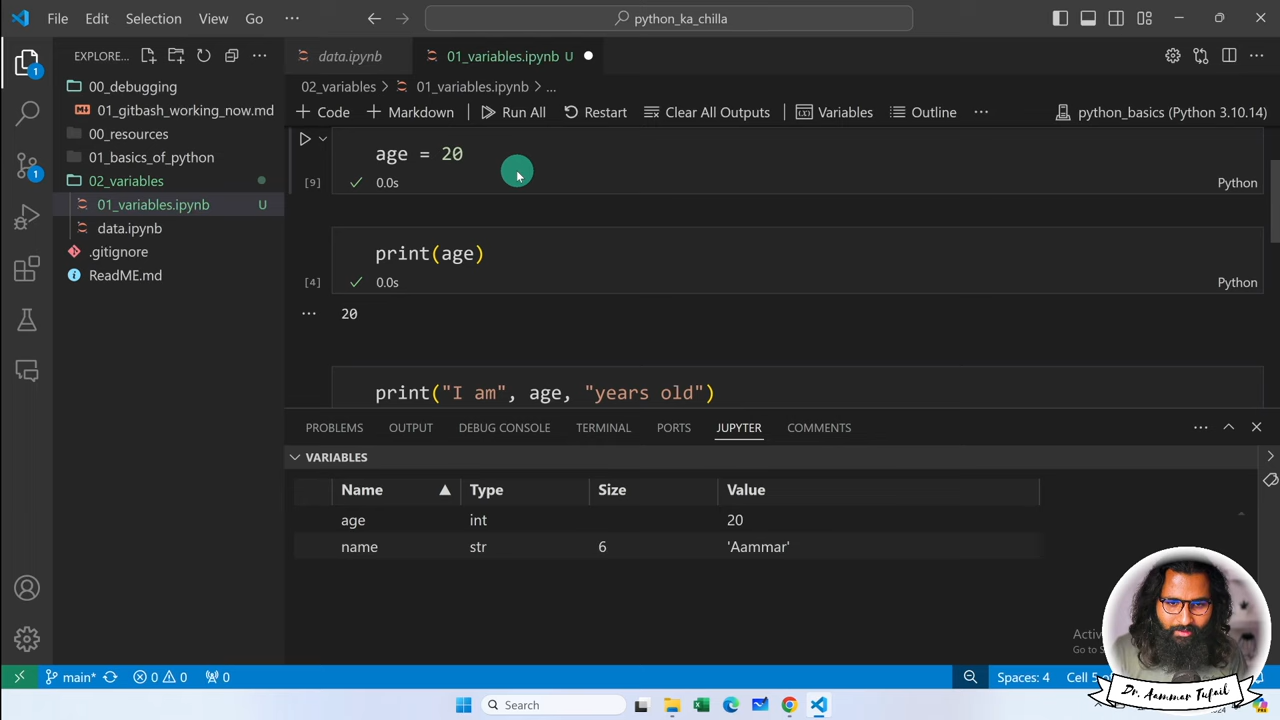 File Edit Selection View Go ··· python_ka_chilla
EXPLORE... data.ipynb 01_variables.ipynb U
00_debugging
01_gitbash_working_now.md
00_resources
01_basics_of_python
02_variables
01_variables.ipynb U
data.ipynb
.gitignore
ReadME.md
02_variables > 01_variables.ipynb > ...
+ Code + Markdown Run All Restart Clear All Outputs Variables Outline ··· python_basics (Python 3.10.14)
age = 20
[9] 0.0s Python
print(age)
[4] 0.0s Python
20
print("I am", age, "years old")
PROBLEMS OUTPUT DEBUG CONSOLE TERMINAL PORTS JUPYTER COMMENTS
VARIABLES
Name Type Size Value
age int 20
name str 6 'Aammar'
1
1
main* 0 0 0 Spaces: 4
Search
Dr. Aammar Tufail